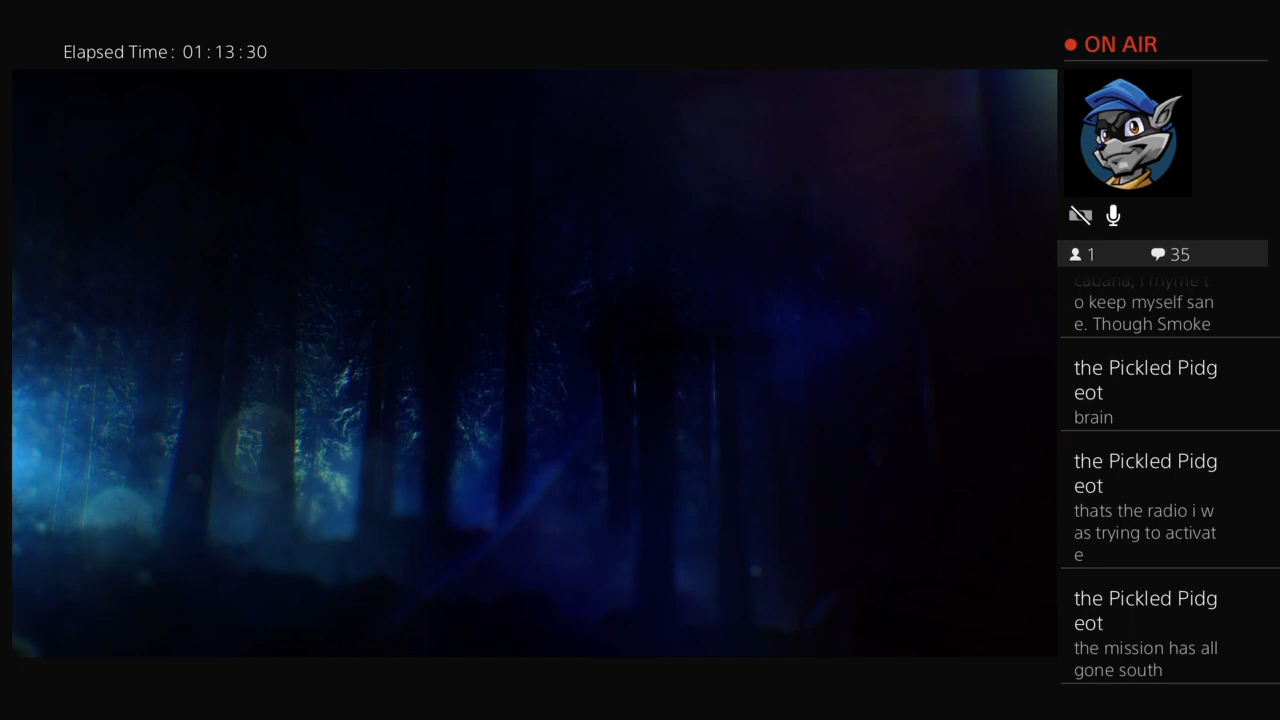 Elapsed Time: 01:13:30
ON AIR
1 35
cabana, i rhyme t
o keep myself san
e. Though Smoke
the Pickled Pidg
eot
brain
the Pickled Pidg
eot
thats the radio i w
as trying to activat
e
the Pickled Pidg
eot
the mission has all
gone south